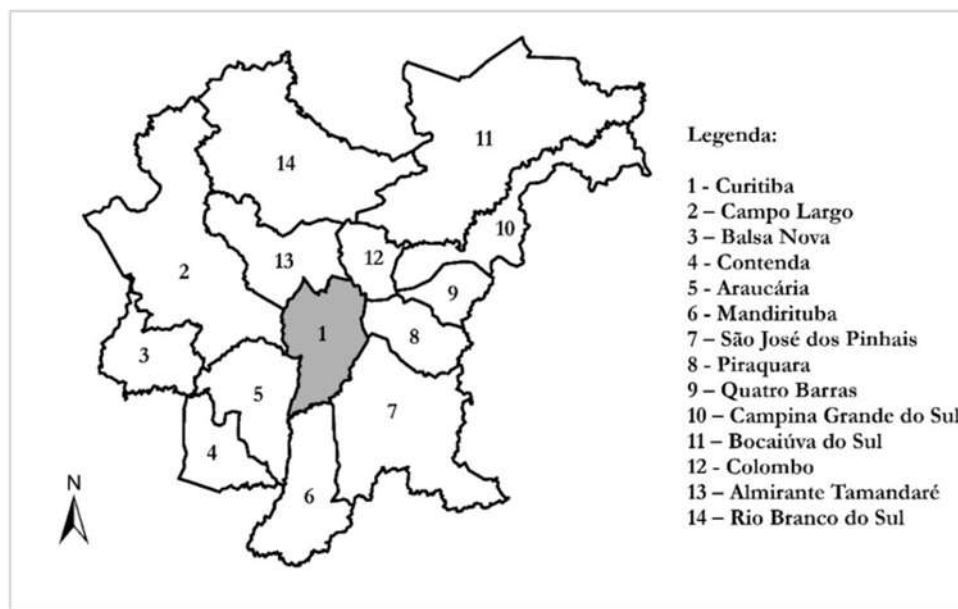 11
14
10
13
12
2
9
1
8
3
5
7
4
6
N
Legenda:
1 - Curitiba
2 – Campo Largo
3 – Balsa Nova
4 - Contenda
5 - Araucária
6 - Mandirituba
7 – São José dos Pinhais
8 - Piraquara
9 - Quatro Barras
10 – Campina Grande do Sul
11 – Bocaiúva do Sul
12 - Colombo
13 – Almirante Tamandaré
14 – Rio Branco do Sul